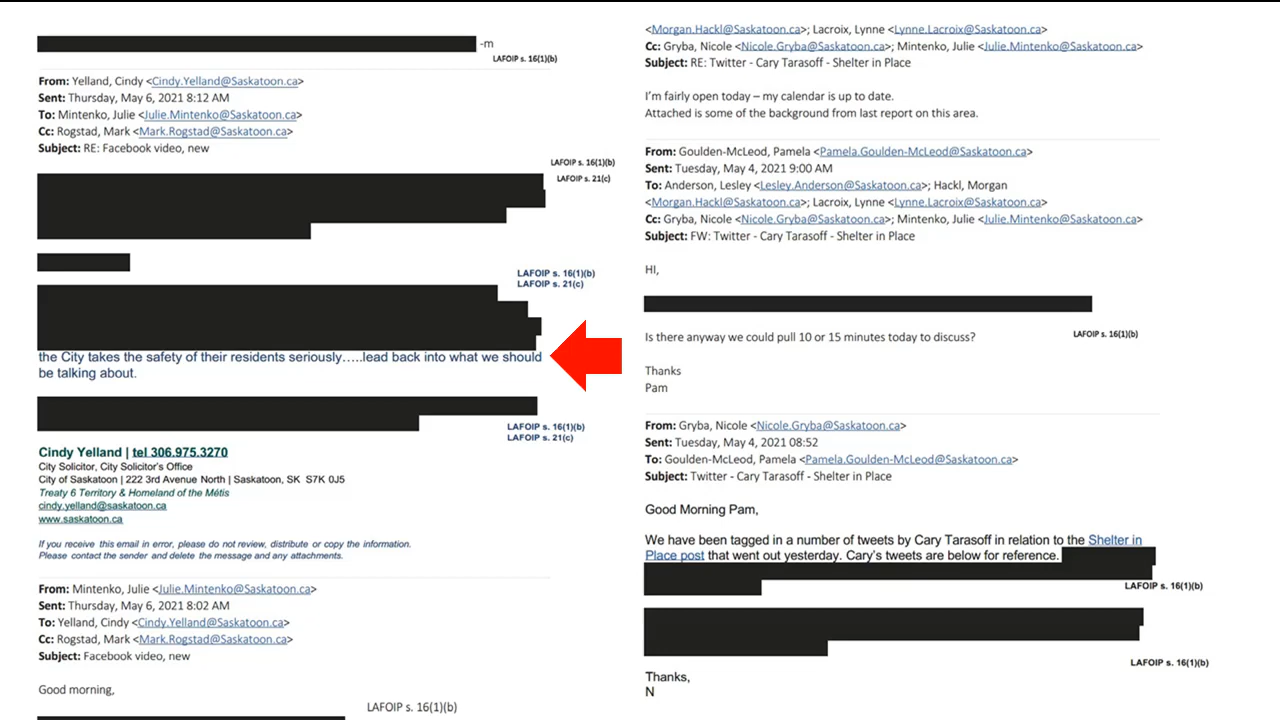 -m
LAFOIP s. 16(1)(b)
From: Yelland, Cindy <Cindy.Yelland@Saskatoon.ca>
Sent: Thursday, May 6, 2021 8:12 AM
To: Mintenko, Julie <Julie.Mintenko@Saskatoon.ca>
Cc: Rogstad, Mark <Mark.Rogstad@Saskatoon.ca>
Subject: RE: Facebook video, new
LAFOIP s. 16(1)(b)
LAFOIP s. 21(c)
LAFOIP s. 16(1)(b)
LAFOIP s. 21(c)
the City takes the safety of their residents seriously…..lead back into what we should
be talking about.
LAFOIP s. 16(1)(b)
LAFOIP s. 21(c)
Cindy Yelland | tel 306.975.3270
City Solicitor, City Solicitor's Office
City of Saskatoon | 222 3rd Avenue North | Saskatoon, SK S7K 0J5
Treaty 6 Territory & Homeland of the Métis
cindy.yelland@saskatoon.ca
www.saskatoon.ca
If you receive this email in error, please do not review, distribute or copy the information.
Please contact the sender and delete the message and any attachments.
From: Mintenko, Julie <Julie.Mintenko@Saskatoon.ca>
Sent: Thursday, May 6, 2021 8:02 AM
To: Yelland, Cindy <Cindy.Yelland@Saskatoon.ca>
Cc: Rogstad, Mark <Mark.Rogstad@Saskatoon.ca>
Subject: Facebook video, new
Good morning,
LAFOIP s. 16(1)(b)
<Morgan.Hackl@Saskatoon.ca>; Lacroix, Lynne <Lynne.Lacroix@Saskatoon.ca>
Cc: Gryba, Nicole <Nicole.Gryba@Saskatoon.ca>; Mintenko, Julie <Julie.Mintenko@Saskatoon.ca>
Subject: RE: Twitter - Cary Tarasoff - Shelter in Place
I'm fairly open today – my calendar is up to date.
Attached is some of the background from last report on this area.
From: Goulden-McLeod, Pamela <Pamela.Goulden-McLeod@Saskatoon.ca>
Sent: Tuesday, May 4, 2021 9:00 AM
To: Anderson, Lesley <Lesley.Anderson@Saskatoon.ca>; Hackl, Morgan
<Morgan.Hackl@Saskatoon.ca>; Lacroix, Lynne <Lynne.Lacroix@Saskatoon.ca>
Cc: Gryba, Nicole <Nicole.Gryba@Saskatoon.ca>; Mintenko, Julie <Julie.Mintenko@Saskatoon.ca>
Subject: FW: Twitter - Cary Tarasoff - Shelter in Place
HI,
Is there anyway we could pull 10 or 15 minutes today to discuss?
LAFOIP s. 16(1)(b)
Thanks
Pam
From: Gryba, Nicole <Nicole.Gryba@Saskatoon.ca>
Sent: Tuesday, May 4, 2021 08:52
To: Goulden-McLeod, Pamela <Pamela.Goulden-McLeod@Saskatoon.ca>
Subject: Twitter - Cary Tarasoff - Shelter in Place
Good Morning Pam,
We have been tagged in a number of tweets by Cary Tarasoff in relation to the Shelter in
Place post that went out yesterday. Cary's tweets are below for reference.
LAFOIP s. 16(1)(b)
LAFOIP s. 16(1)(b)
Thanks,
N